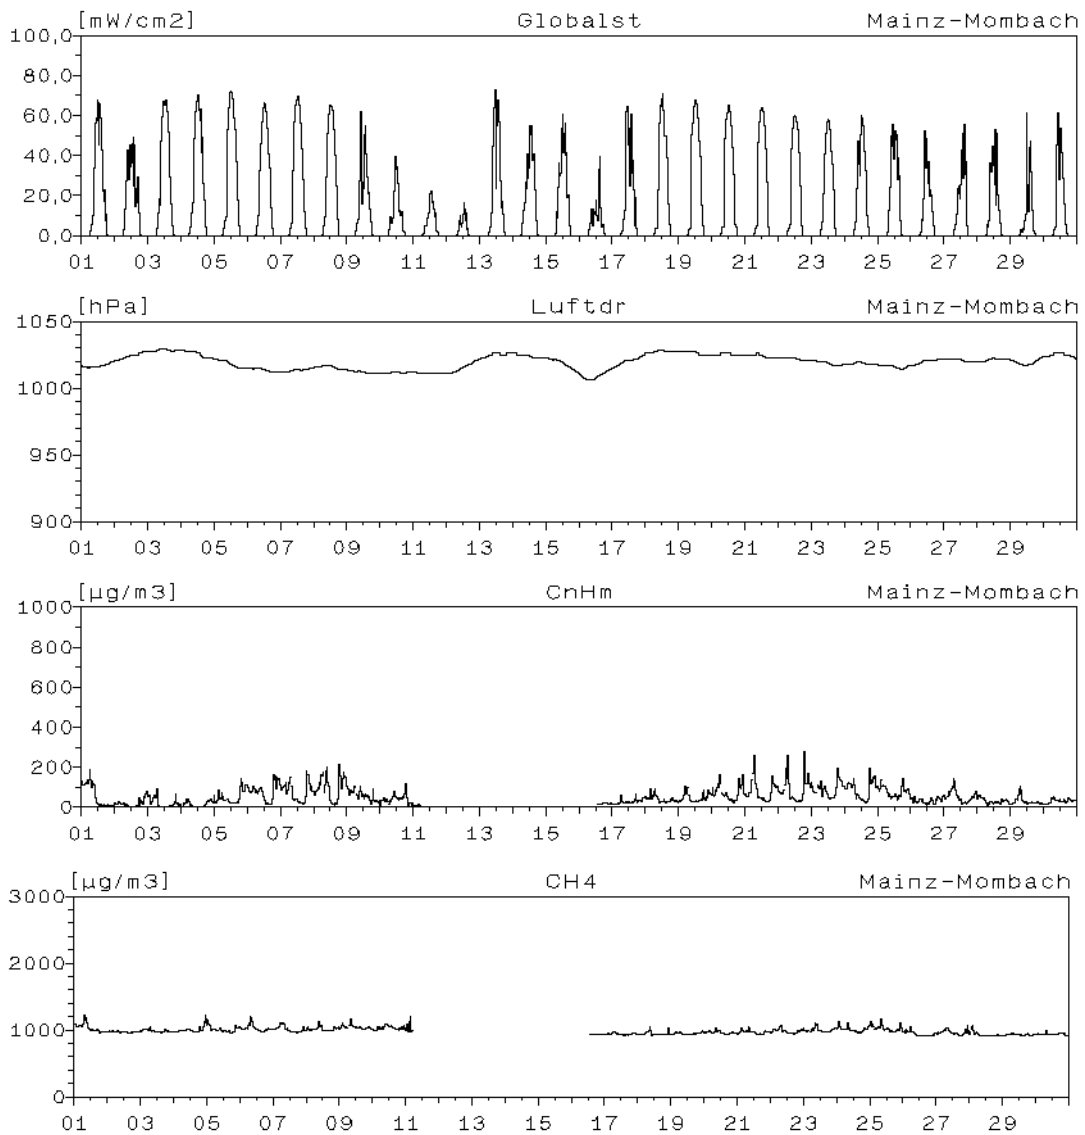 [mW/cm2] Globalst Mainz-Mombach
100,0
80,0
60,0
40,0
20,0
0,0
01 03 05 07 09 11 13 15 17 19 21 23 25 27 29
[hPa] Luftdr Mainz-Mombach
1050
1000
950
900
01 03 05 07 09 11 13 15 17 19 21 23 25 27 29
[µg/m3] CnHm Mainz-Mombach
1000
800
600
400
200
0
01 03 05 07 09 11 13 15 17 19 21 23 25 27 29
[µg/m3] CH4 Mainz-Mombach
3000
2000
1000
0
01 03 05 07 09 11 13 15 17 19 21 23 25 27 29